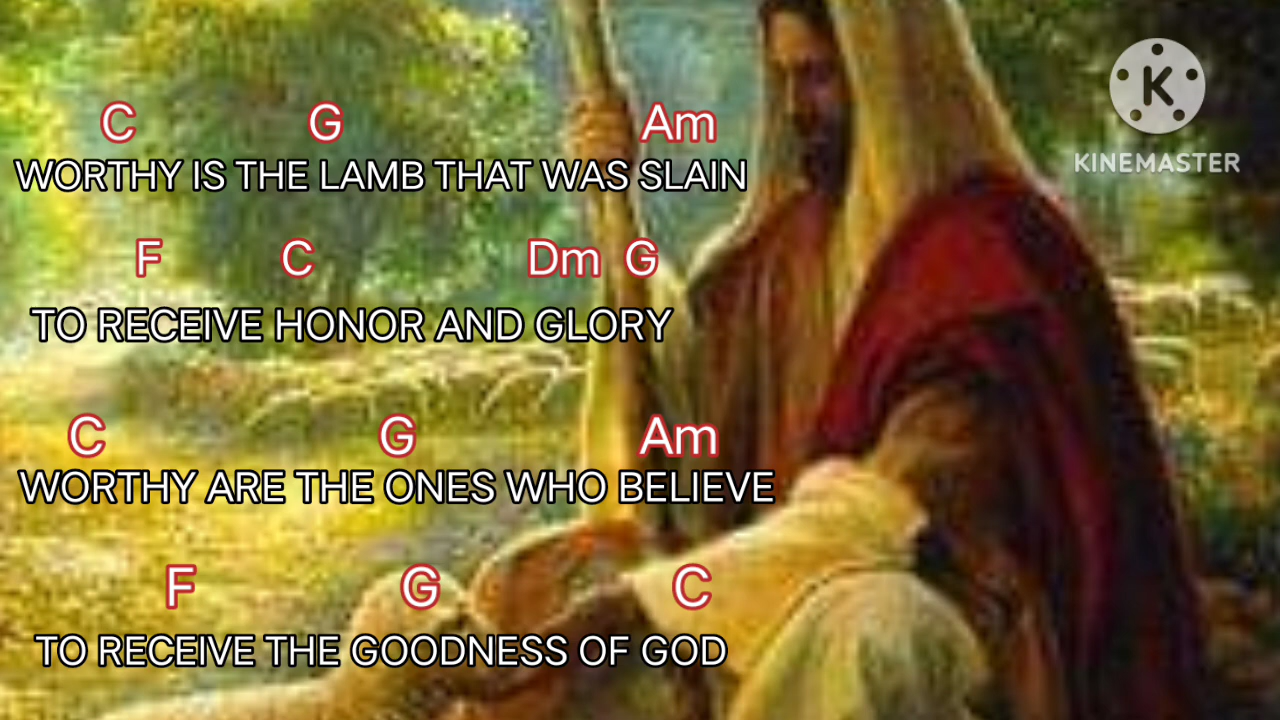 C G Am
WORTHY IS THE LAMB THAT WAS SLAIN
F C Dm G
TO RECEIVE HONOR AND GLORY
C G Am
WORTHY ARE THE ONES WHO BELIEVE
F G C
TO RECEIVE THE GOODNESS OF GOD
K
KINEMASTER